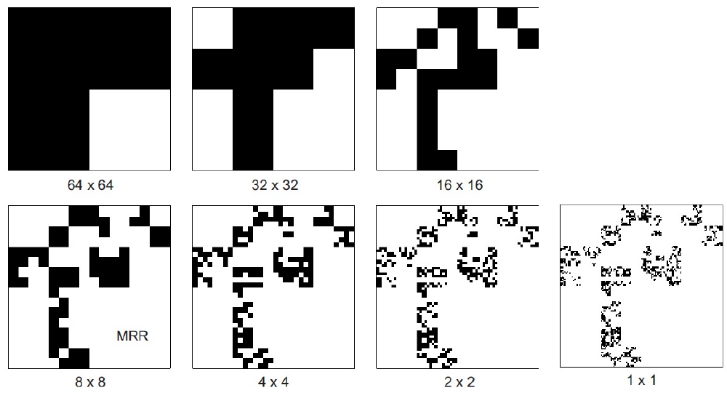 64 x 64
32 x 32
16 x 16
MRR
8 x 8
4 x 4
2 x 2
1 x 1